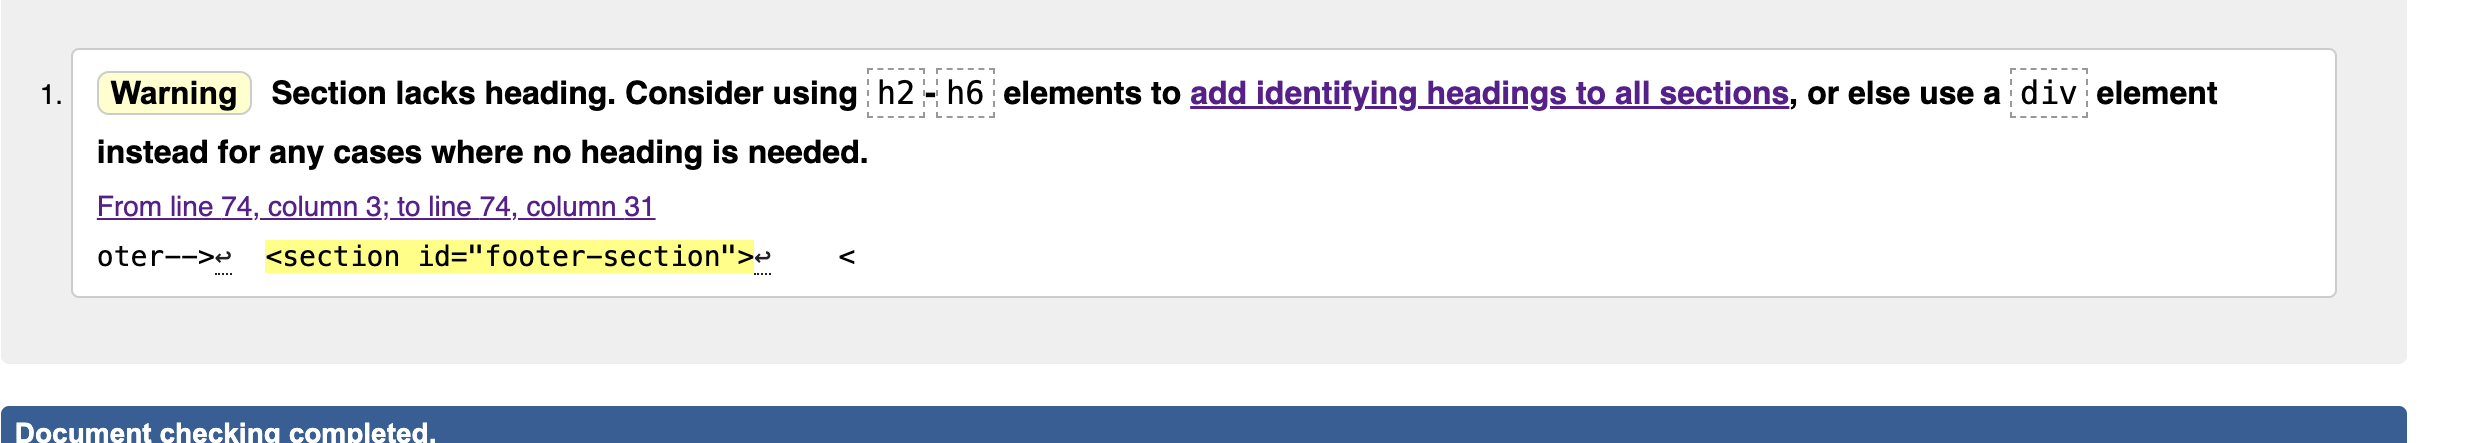 1. Warning Section lacks heading. Consider using h2-h6 elements to add identifying headings to all sections, or else use a div element
instead for any cases where no heading is needed.
From line 74, column 3; to line 74, column 31
oter-->↩ <section id="footer-section">↩ <
Document checking completed.